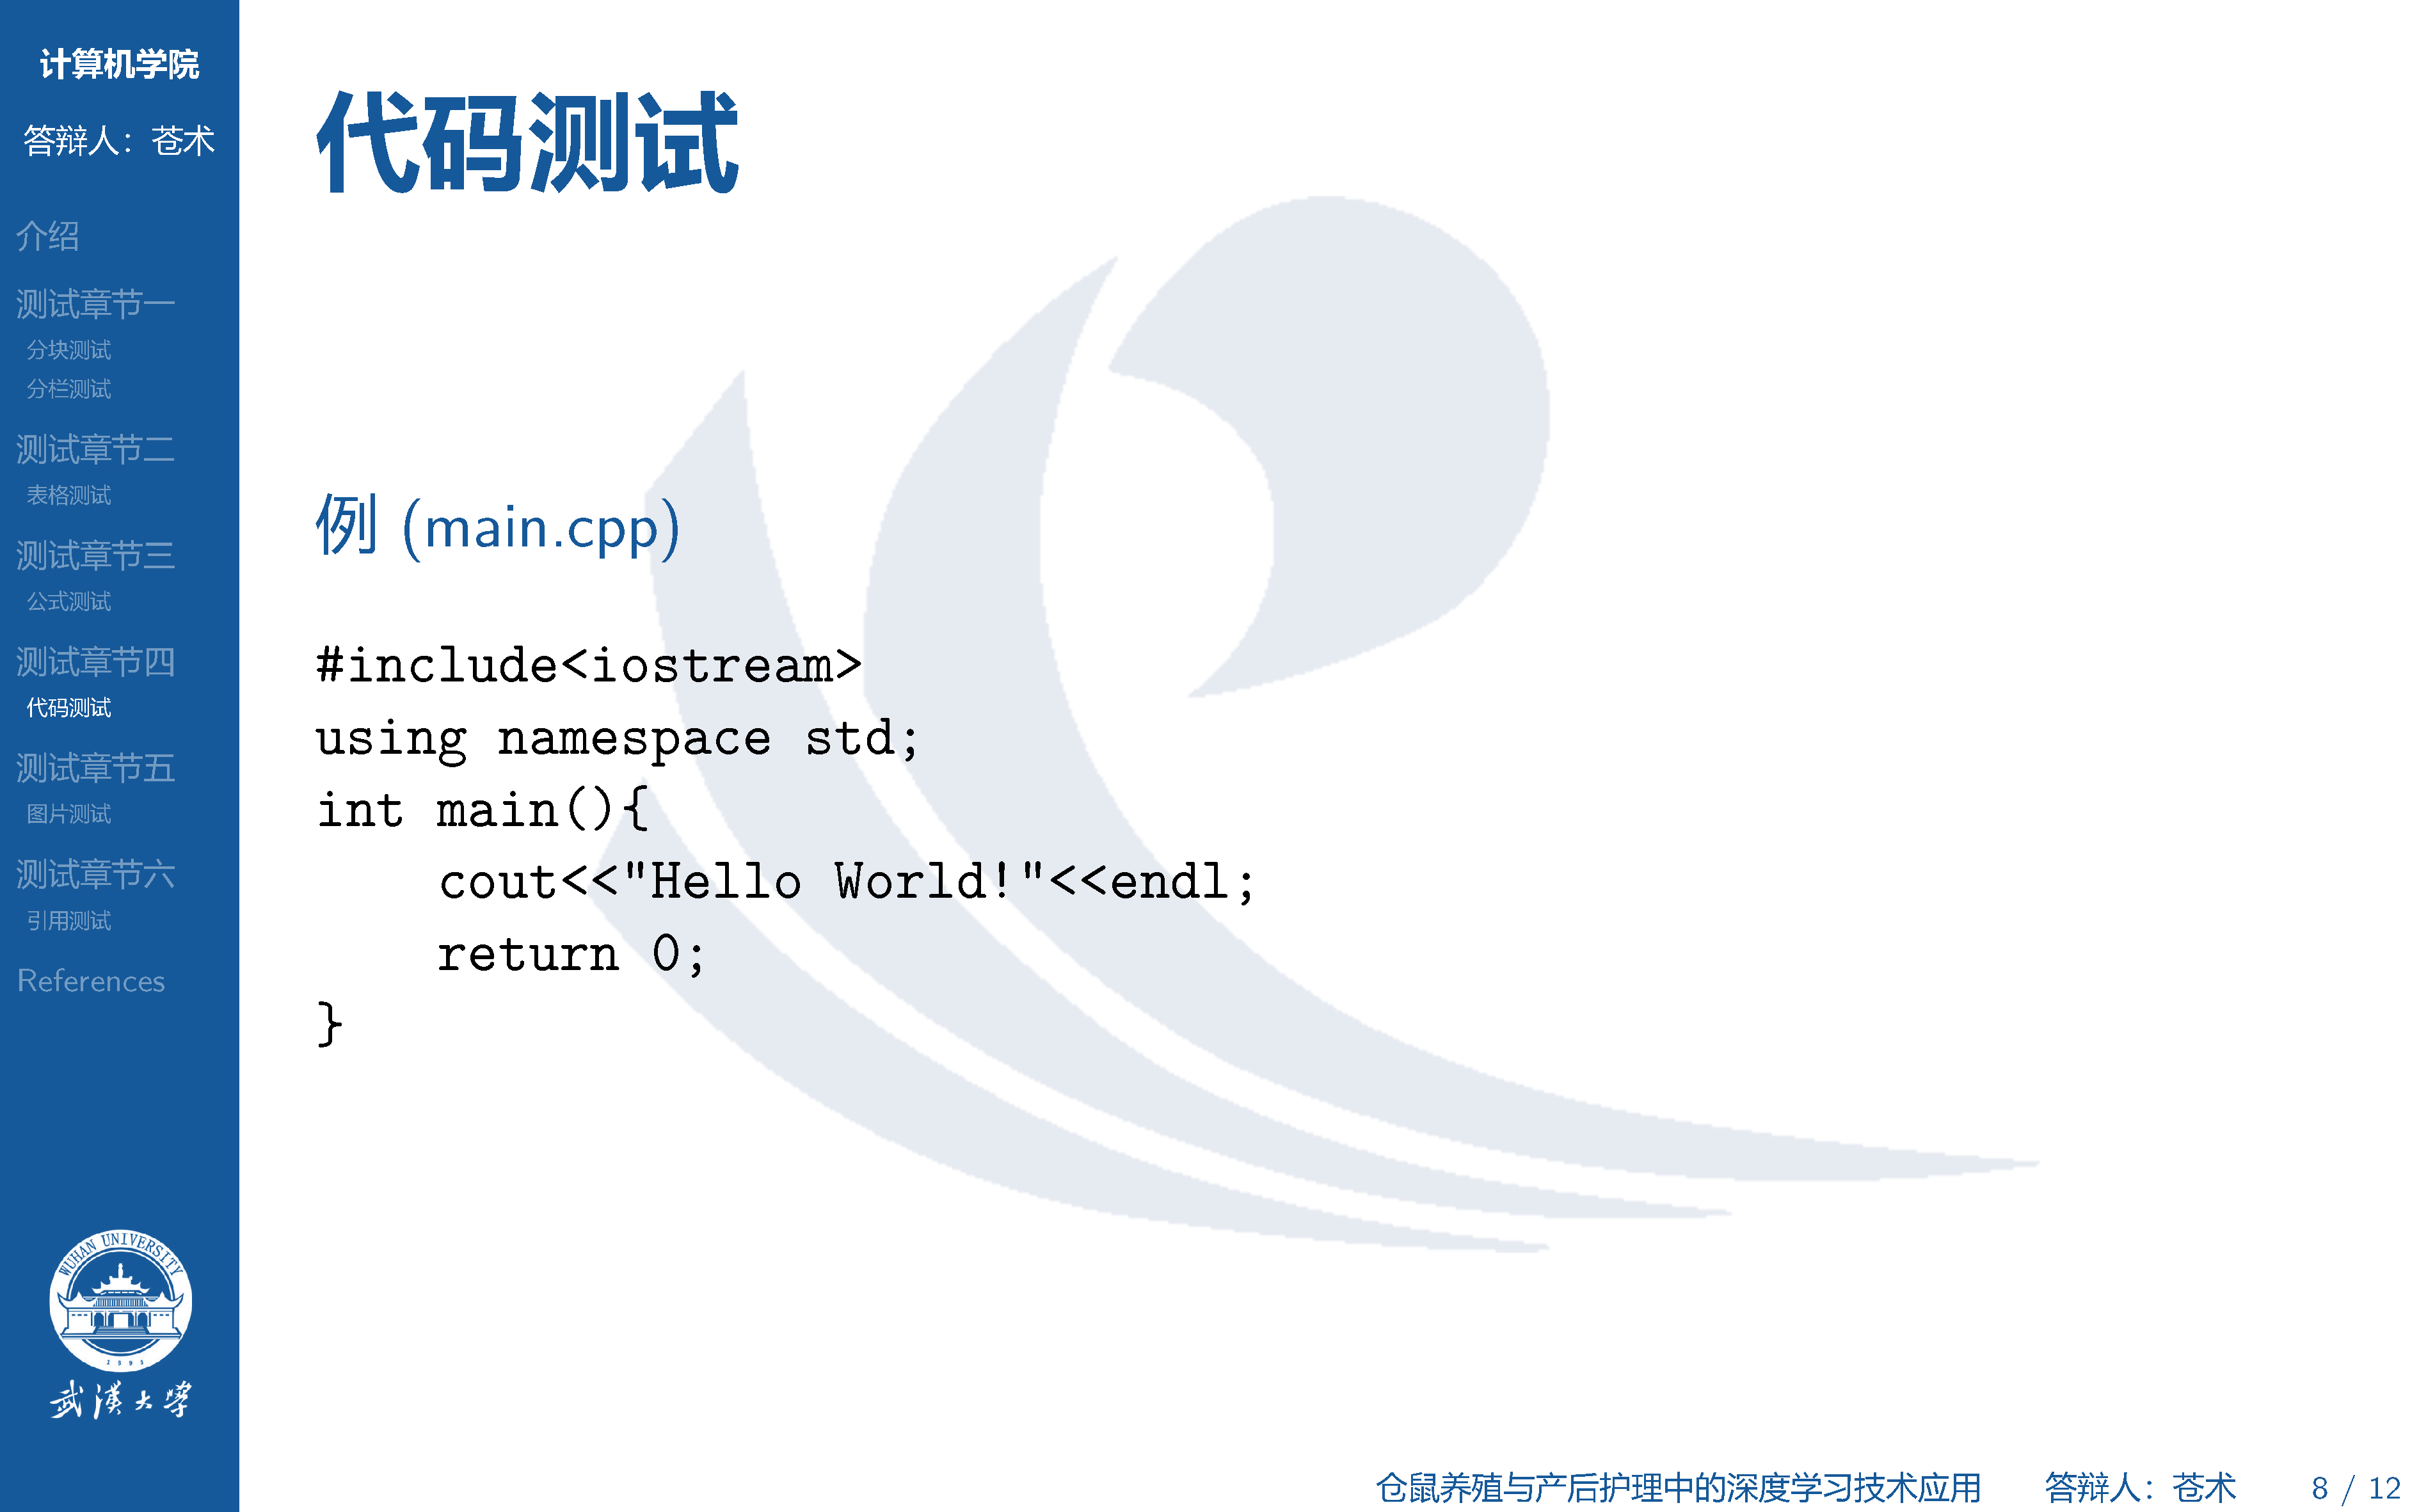 计算机学院
答辩人：苍术
介绍
测试章节一
分块测试
分栏测试
测试章节二
表格测试
测试章节三
公式测试
测试章节四
代码测试
测试章节五
图片测试
测试章节六
引用测试
References
WUHAN UNIVERSITY
1893
武漢大學
代码测试
例 (main.cpp)
#include<iostream>
using namespace std;
int main(){
    cout<<"Hello World!"<<endl;
    return 0;
}
仓鼠养殖与产后护理中的深度学习技术应用 答辩人：苍术 8 / 12